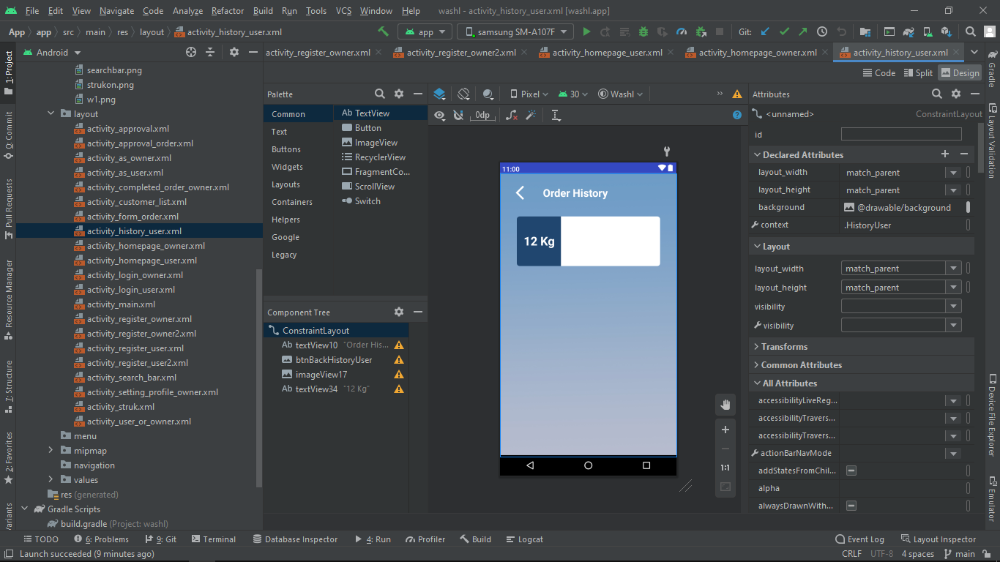 File Edit View Navigate Code Analyze Refactor Build Run Tools VCS Window Help washl - activity_history_user.xml [washl.app]
App app src main res layout activity_history_user.xml app samsung SM-A107F Git:
Android
activity_register_owner.xml activity_register_owner2.xml activity_homepage_user.xml activity_homepage_owner.xml activity_history_user.xml
Code Split Design
1: Project
0: Commit
Pull Requests
Resource Manager
7: Structure
2: Favorites
searchbar.png
strukon.png
w1.png
layout
activity_approval.xml
activity_approval_order.xml
activity_as_owner.xml
activity_as_user.xml
activity_completed_order_owner.xml
activity_customer_list.xml
activity_form_order.xml
activity_history_user.xml
activity_homepage_owner.xml
activity_homepage_user.xml
activity_login_owner.xml
activity_login_user.xml
activity_main.xml
activity_register_owner.xml
activity_register_owner2.xml
activity_register_user.xml
activity_register_user2.xml
activity_search_bar.xml
activity_setting_profile_owner.xml
activity_struk.xml
activity_user_or_owner.xml
menu
mipmap
navigation
values
res (generated)
Gradle Scripts
build.gradle (Project: washl)
Palette
Common
Text
Buttons
Widgets
Layouts
Containers
Helpers
Google
Legacy
Ab TextView
Button
ImageView
RecyclerView
FragmentCo...
ScrollView
Switch
Component Tree
ConstraintLayout
Ab textView10 "Order His...
btnBackHistoryUser
imageView17
Ab textView34 "12 Kg"
Pixel 30 Washl
0dp
11:00
Order History
12 Kg
1:1
Attributes
<unnamed> ConstraintLayout
id
Declared Attributes
layout_width match_parent
layout_height match_parent
background @drawable/background
context .HistoryUser
Layout
layout_width match_parent
layout_height match_parent
visibility
visibility
Transforms
Common Attributes
All Attributes
accessibilityLiveReg...
accessibilityTravers...
accessibilityTravers...
actionBarNavMode
addStatesFromChil...
alpha
alwaysDrawnWith...
Gradle
Layout Validation
Device File Explorer
Emulator
TODO 6: Problems 9: Git Terminal Database Inspector 4: Run Profiler Build Logcat Event Log Layout Inspector
Launch succeeded (9 minutes ago) CRLF UTF-8 4 spaces main